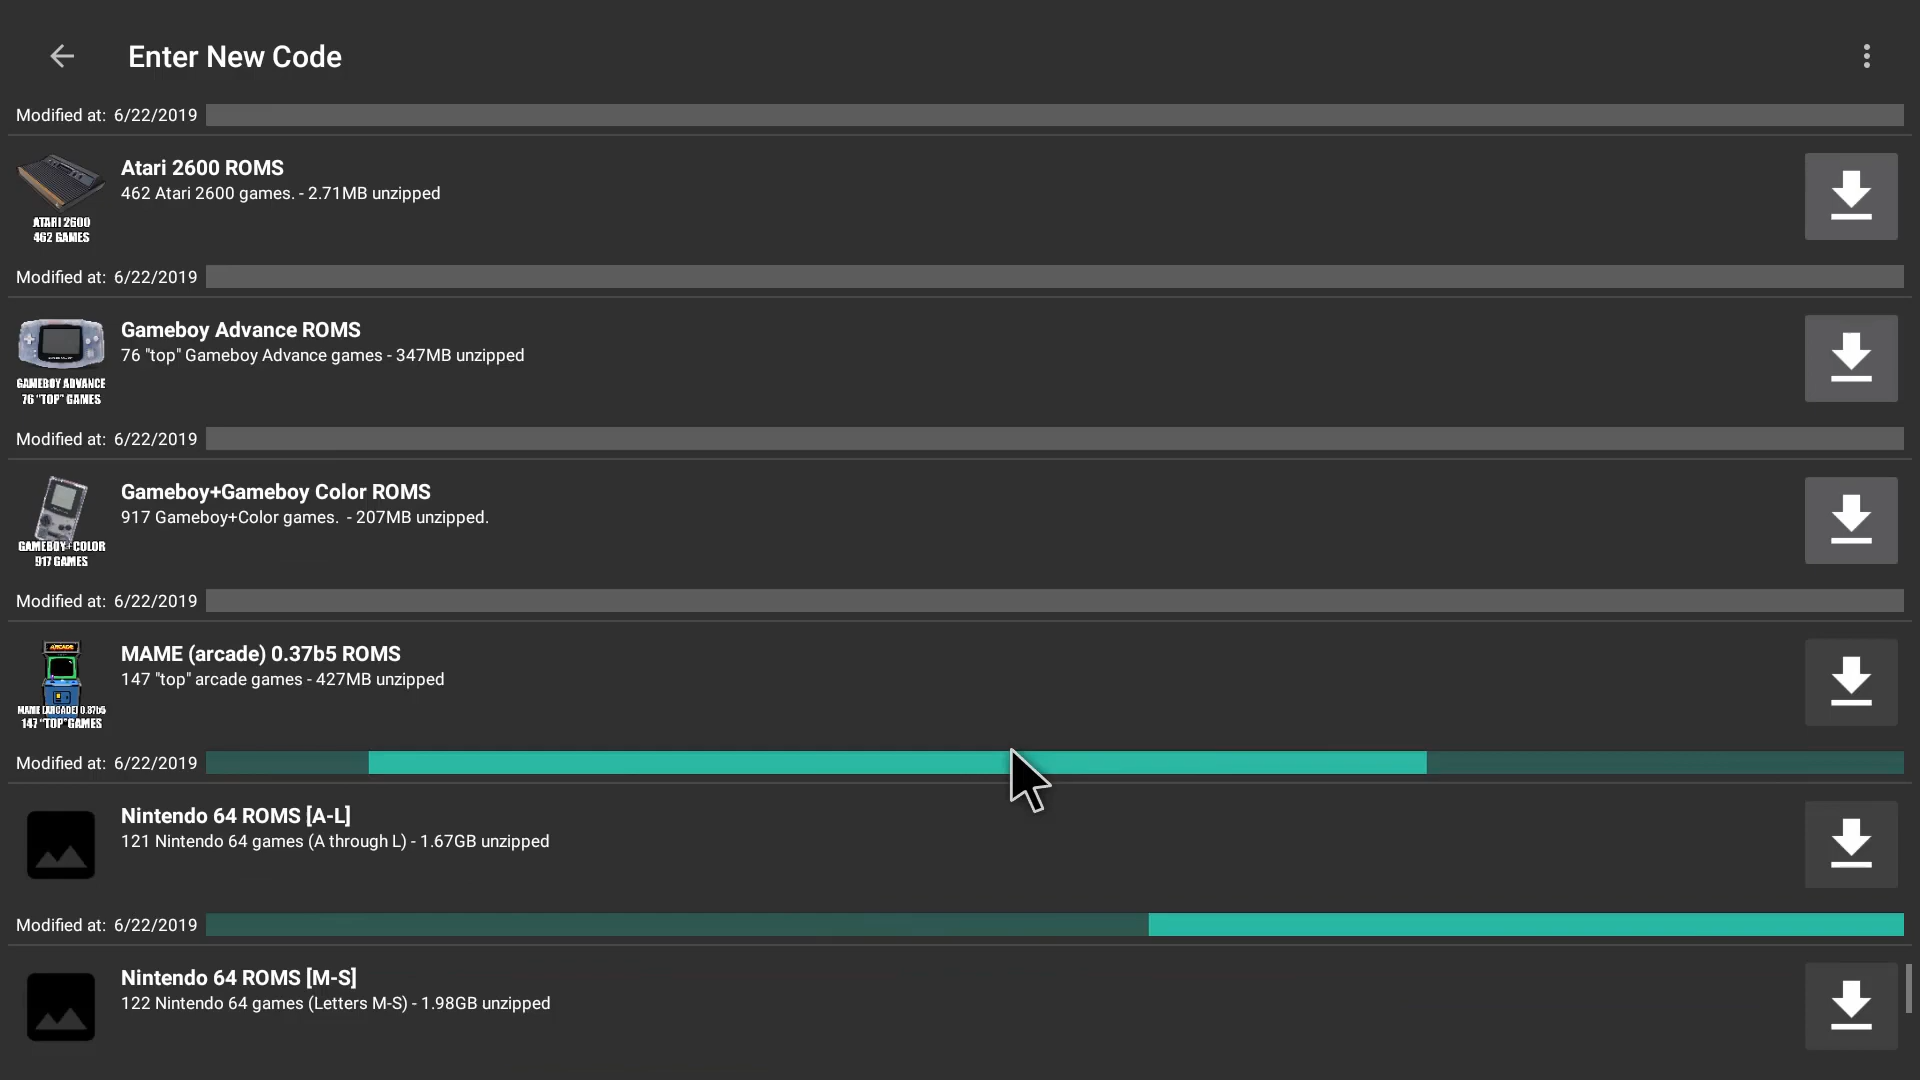 Enter New Code
Modified at: 6/22/2019
Atari 2600 ROMS
462 Atari 2600 games. - 2.71MB unzipped
ATARI 2600
462 GAMES
Modified at: 6/22/2019
Gameboy Advance ROMS
76 "top" Gameboy Advance games - 347MB unzipped
GAMEBOY ADVANCE
76 "TOP" GAMES
Modified at: 6/22/2019
Gameboy+Gameboy Color ROMS
917 Gameboy+Color games.  - 207MB unzipped.
GAMEBOY+COLOR
917 GAMES
Modified at: 6/22/2019
MAME (arcade) 0.37b5 ROMS
147 "top" arcade games - 427MB unzipped
ARCADE
MAME (ARCADE) 0.37b5
147 "TOP" GAMES
Modified at: 6/22/2019
Nintendo 64 ROMS [A-L]
121 Nintendo 64 games (A through L) - 1.67GB unzipped
Modified at: 6/22/2019
Nintendo 64 ROMS [M-S]
122 Nintendo 64 games (Letters M-S) - 1.98GB unzipped